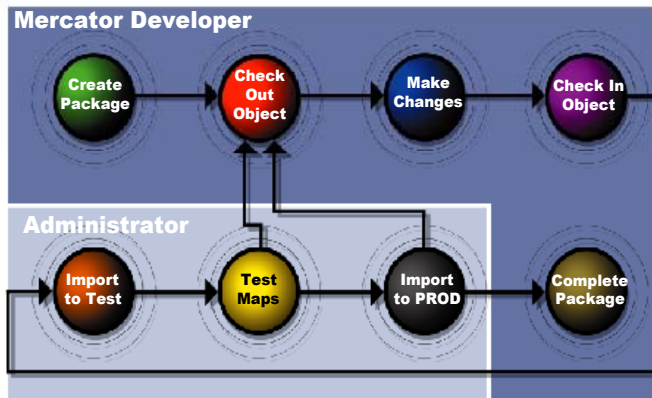 Mercator Developer
Create
Package
Check
Out
Object
Make
Changes
Check In
Object
Administrator
Import
to Test
Test
Maps
Import
to PROD
Complete
Package